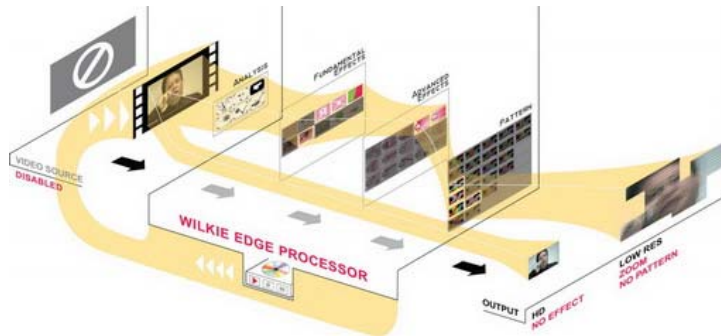 ANALYSIS
FUNDAMENTAL
EFFECTS
ADVANCED
EFFECTS
PATTERN
VIDEO SOURCE
DISABLED
WILKIE EDGE PROCESSOR
OUTPUT
HD
NO EFFECT
LOW RES
ZOOM
NO PATTERN